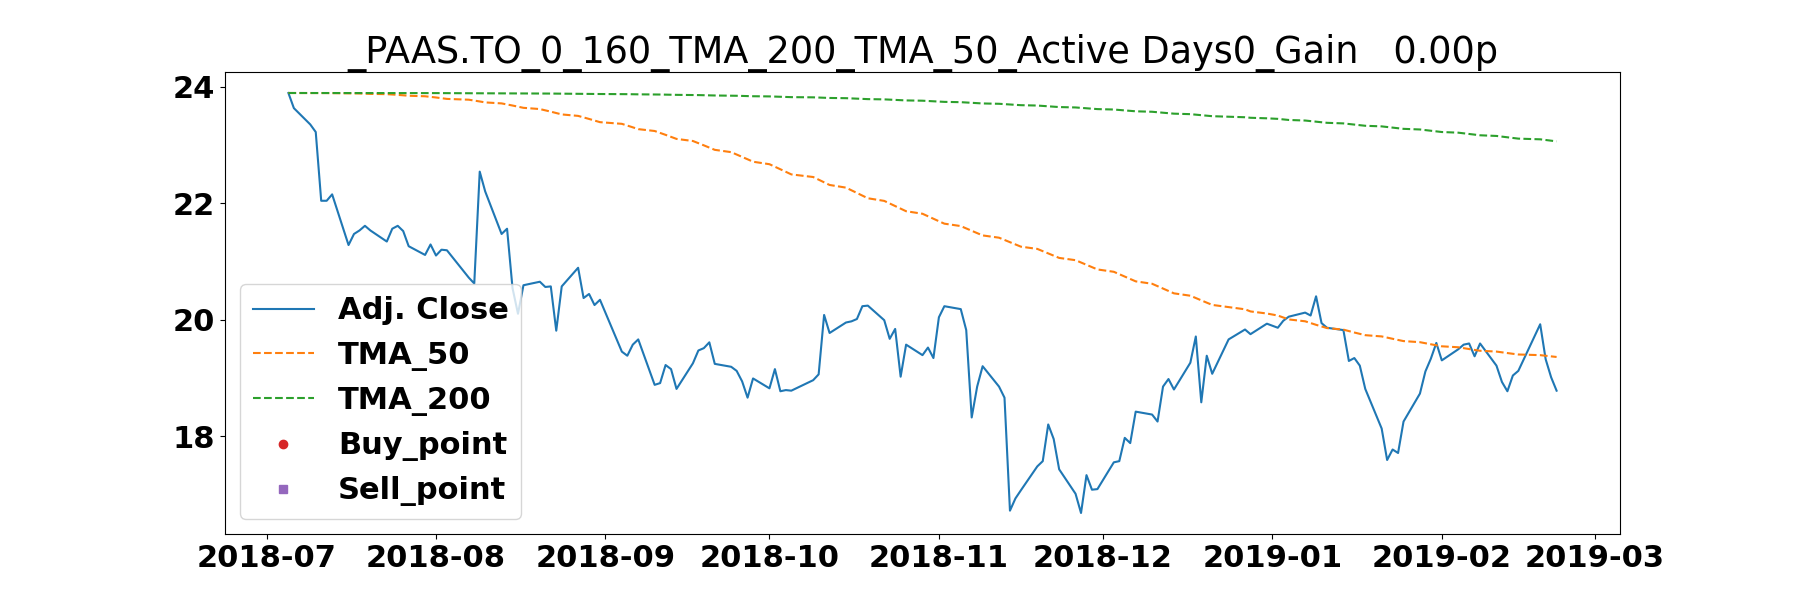 _PAAS.TO_0_160_TMA_200_TMA_50_Active Days0_Gain   0.00p
24
22
20
18
Adj. Close
TMA_50
TMA_200
Buy_point
Sell_point
2018-07 2018-08 2018-09 2018-10 2018-11 2018-12 2019-01 2019-02 2019-03